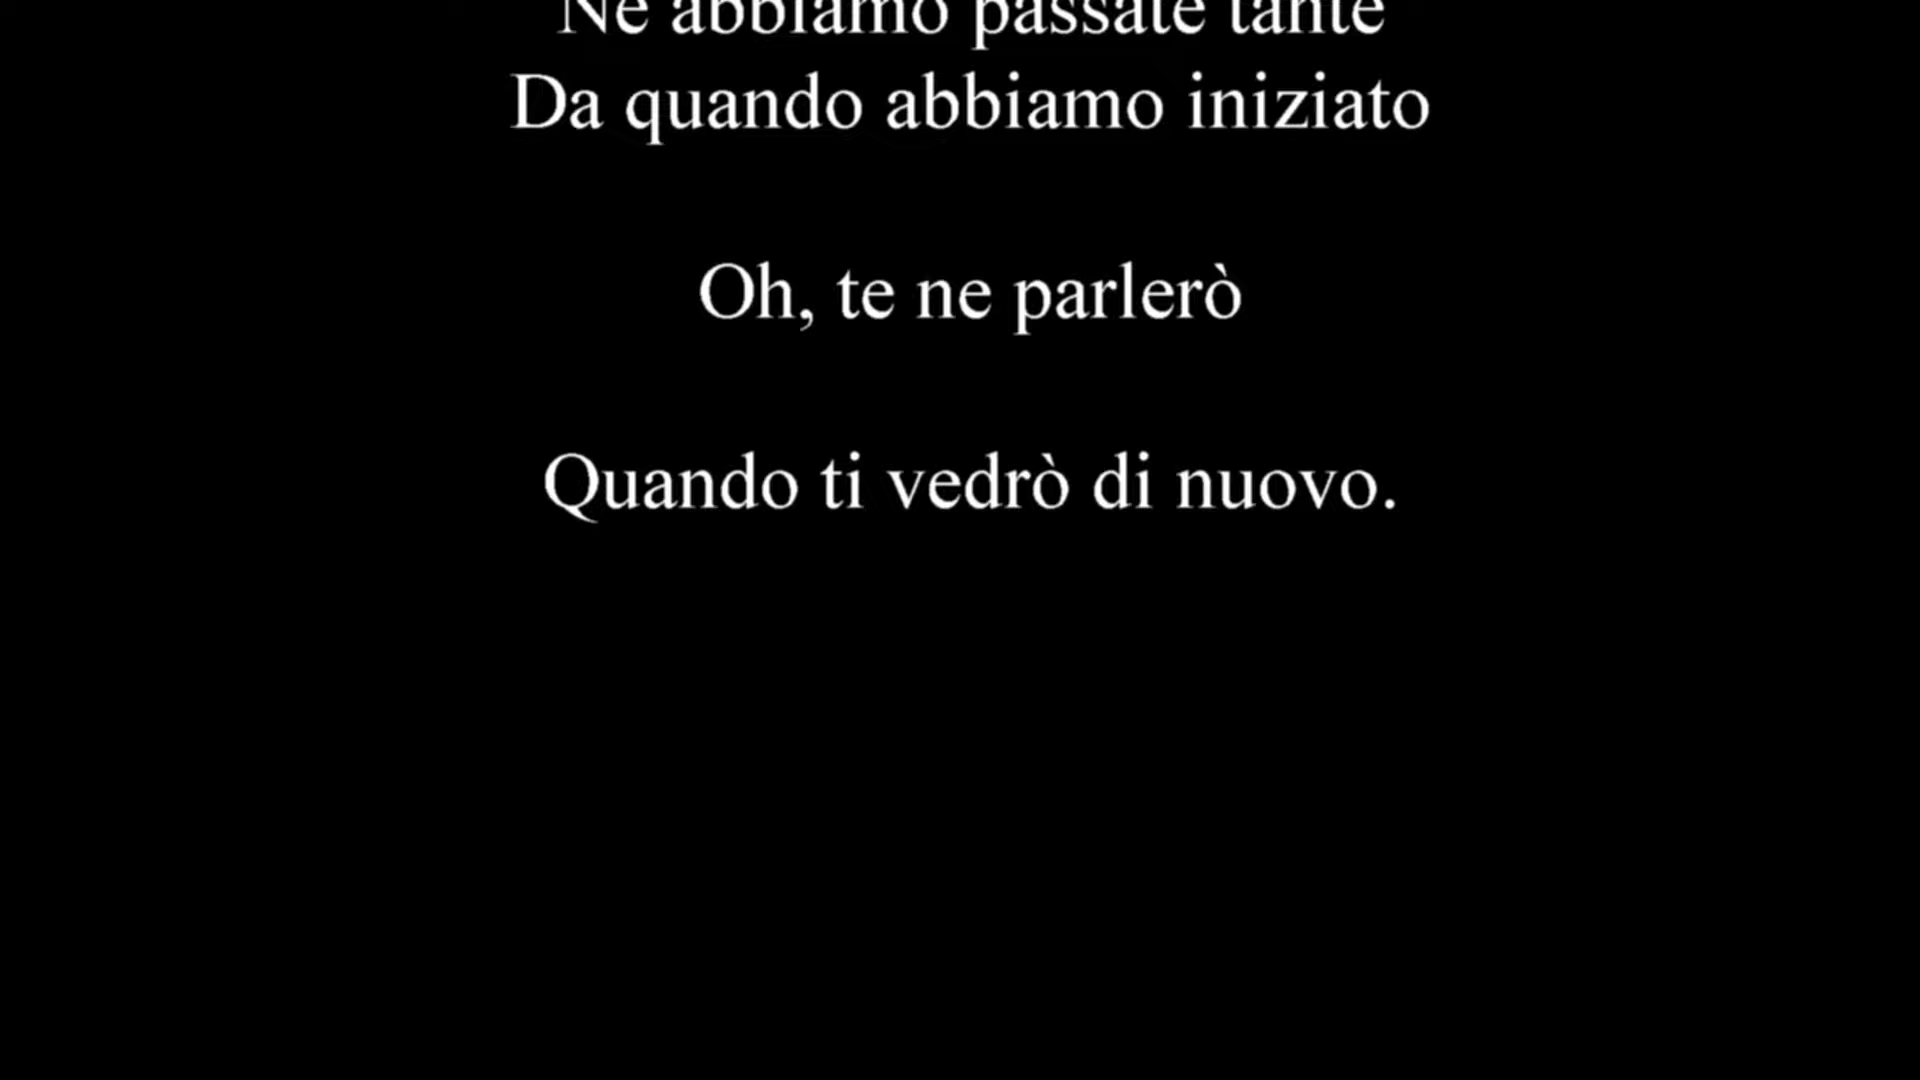 Ne abbiamo passate tante
Da quando abbiamo iniziato
Oh, te ne parlerò
Quando ti vedrò di nuovo.